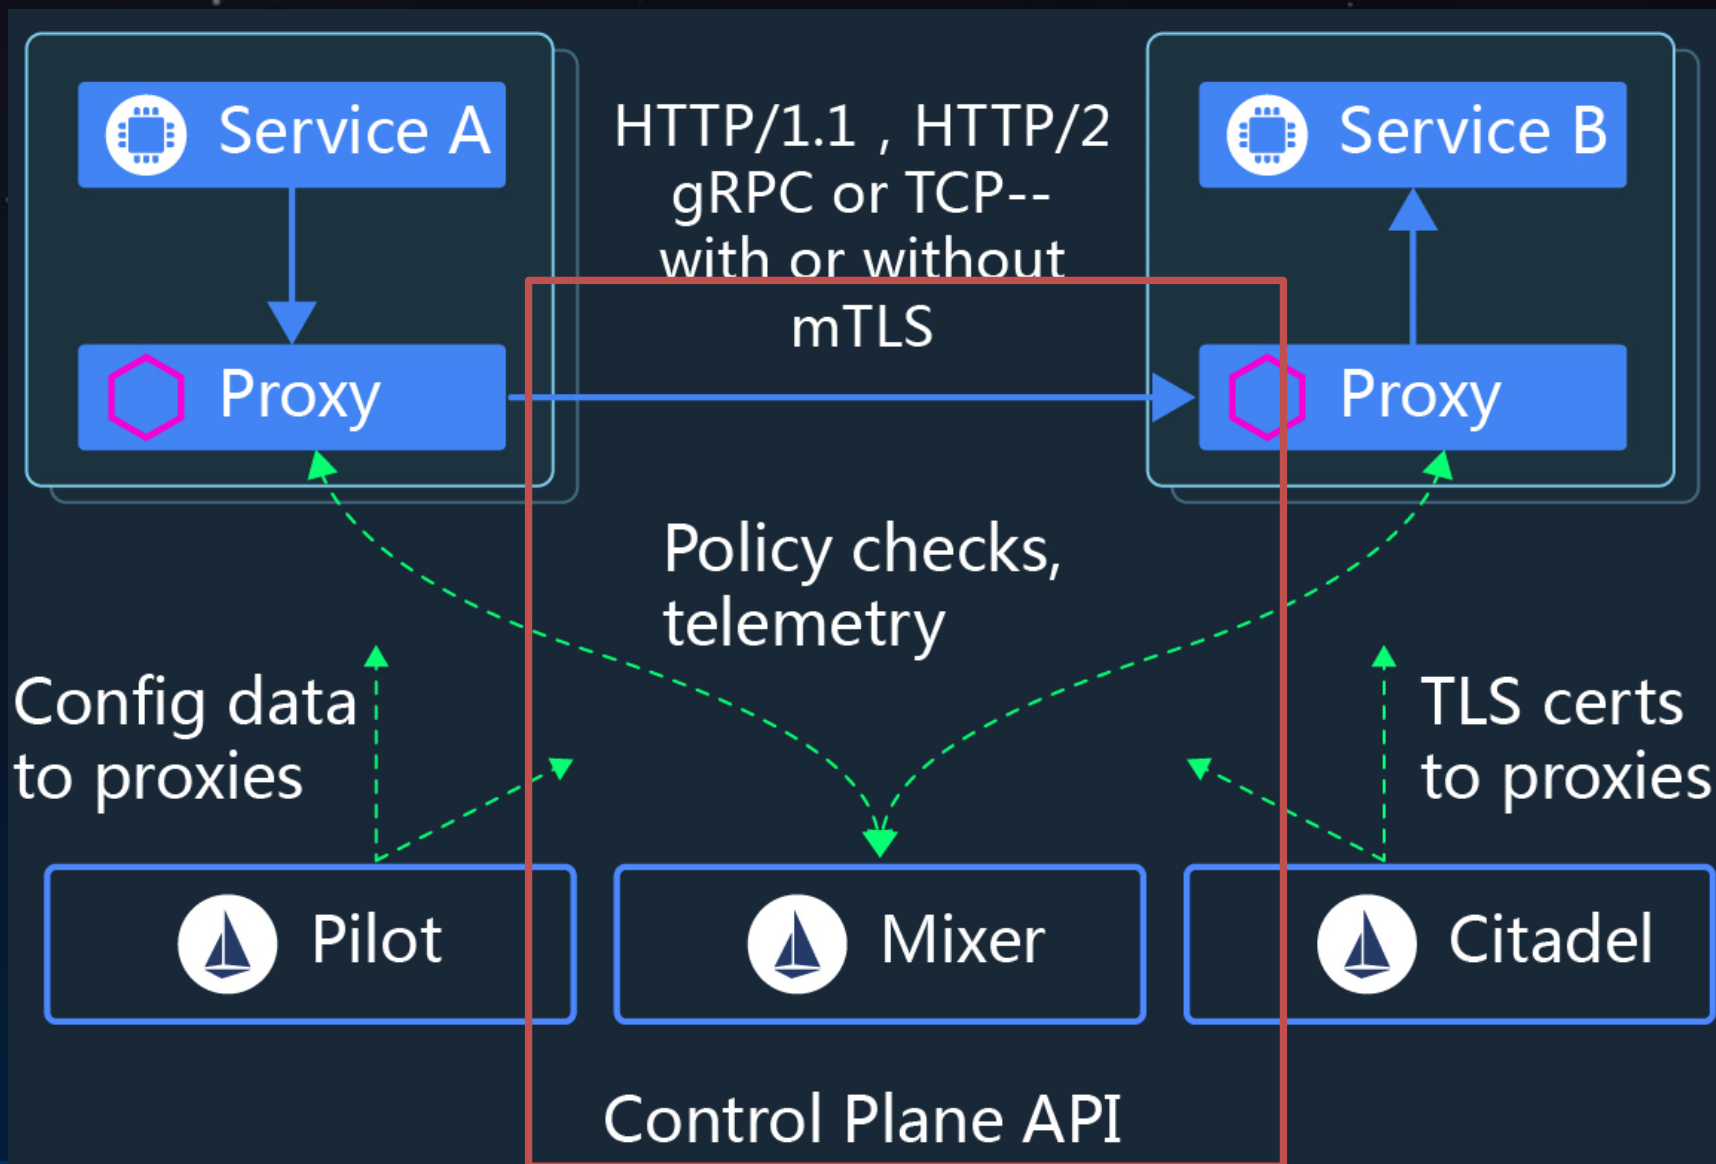 Service A
HTTP/1.1 , HTTP/2
gRPC or TCP--
with or without
mTLS
Service B
Proxy
Proxy
Policy checks,
telemetry
Config data
to proxies
TLS certs
to proxies
Pilot
Mixer
Citadel
Control Plane API